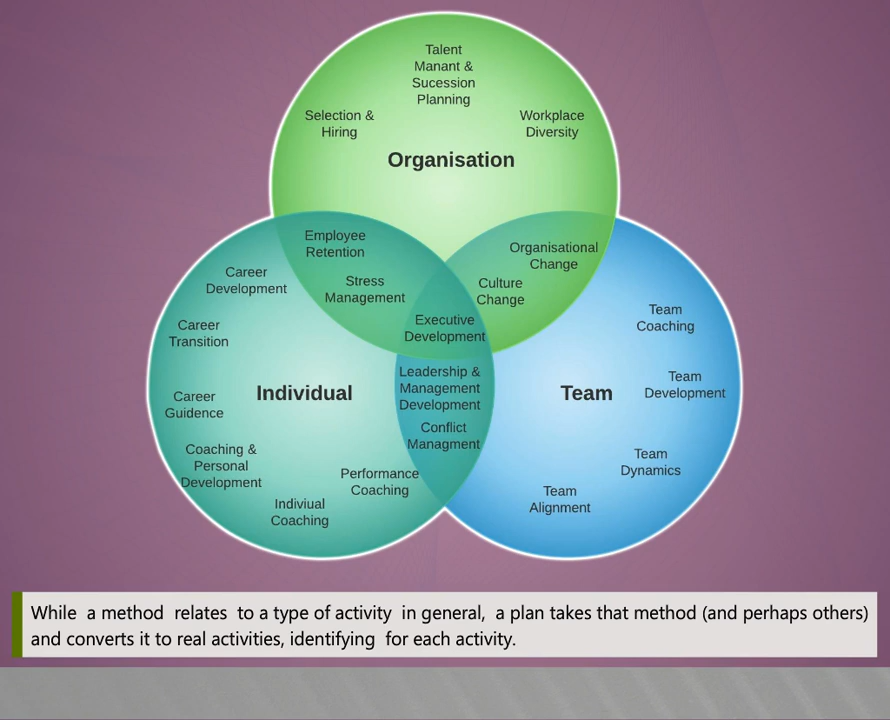 Talent
Manant &
Sucession
Planning
Selection &
Hiring
Workplace
Diversity
Organisation
Employee
Retention
Stress
Management
Organisational
Change
Culture
Change
Executive
Development
Career
Development
Career
Transition
Career
Guidence
Coaching &
Personal
Development
Individual
Indiviual
Coaching
Performance
Coaching
Leadership &
Management
Development
Conflict
Managment
Team
Team
Coaching
Team
Development
Team
Dynamics
Team
Alignment
While a method relates to a type of activity in general, a plan takes that method (and perhaps others)
and converts it to real activities, identifying for each activity.